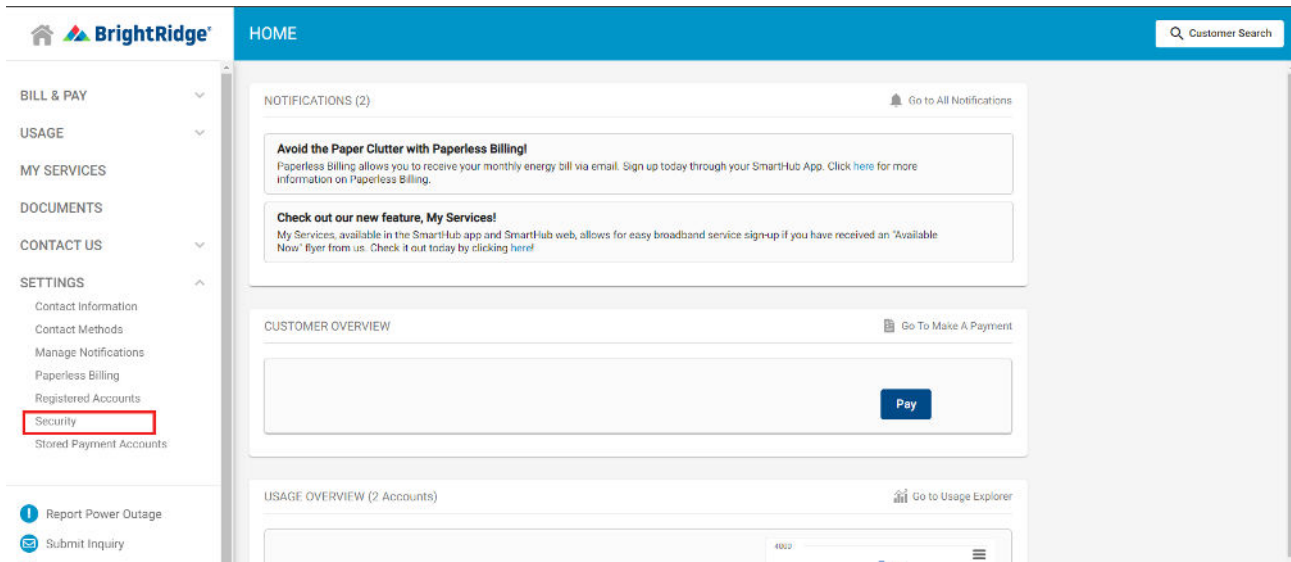 BrightRidge®
HOME
Customer Search
BILL & PAY
USAGE
MY SERVICES
DOCUMENTS
CONTACT US
SETTINGS
Contact Information
Contact Methods
Manage Notifications
Paperless Billing
Registered Accounts
Security
Stored Payment Accounts
Report Power Outage
Submit Inquiry
NOTIFICATIONS (2)
Go to All Notifications
Avoid the Paper Clutter with Paperless Billing!
Paperless Billing allows you to receive your monthly energy bill via email. Sign up today through your SmartHub App. Click here for more
information on Paperless Billing.
Check out our new feature, My Services!
My Services, available in the SmartHub app and SmartHub web, allows for easy broadband service sign-up if you have received an "Available
Now" flyer from us. Check it out today by clicking here!
CUSTOMER OVERVIEW
Go To Make A Payment
Pay
USAGE OVERVIEW (2 Accounts)
Go to Usage Explorer
4000